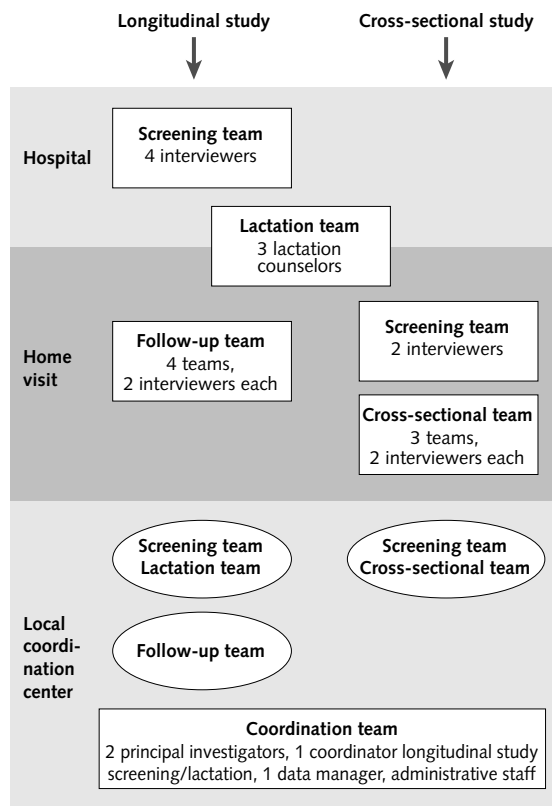 Longitudinal study
Cross-sectional study
Hospital
Screening team
4 interviewers
Lactation team
3 lactation
counselors
Home
visit
Follow-up team
4 teams,
2 interviewers each
Screening team
2 interviewers
Cross-sectional team
3 teams,
2 interviewers each
Local
coordi-
nation
center
Screening team
Lactation team
Screening team
Cross-sectional team
Follow-up team
Coordination team
2 principal investigators, 1 coordinator longitudinal study
screening/lactation, 1 data manager, administrative staff